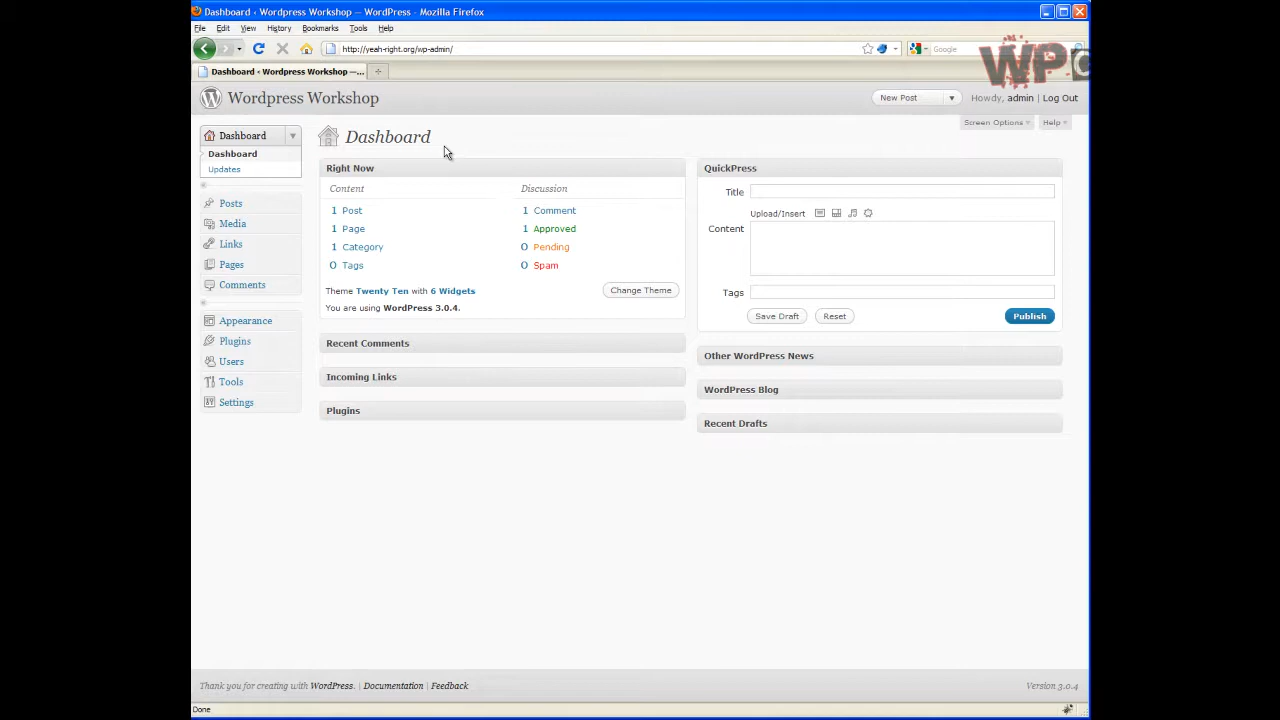 Dashboard ‹ Wordpress Workshop — WordPress - Mozilla Firefox
File Edit View History Bookmarks Tools Help
http://yeah-right.org/wp-admin/
Google
WPC
Dashboard ‹ Wordpress Workshop —...
Wordpress Workshop
New Post
Howdy, admin | Log Out
Screen Options
Help
Dashboard
Dashboard
Updates
Posts
Media
Links
Pages
Comments
Appearance
Plugins
Users
Tools
Settings
Dashboard
Right Now
Content
Discussion
1 Post
1 Comment
1 Page
1 Approved
1 Category
0 Pending
0 Tags
0 Spam
Theme Twenty Ten with 6 Widgets
Change Theme
You are using WordPress 3.0.4.
Recent Comments
Incoming Links
Plugins
QuickPress
Title
Upload/Insert
Content
Tags
Save Draft
Reset
Publish
Other WordPress News
WordPress Blog
Recent Drafts
Thank you for creating with WordPress. | Documentation | Feedback
Version 3.0.4
Done